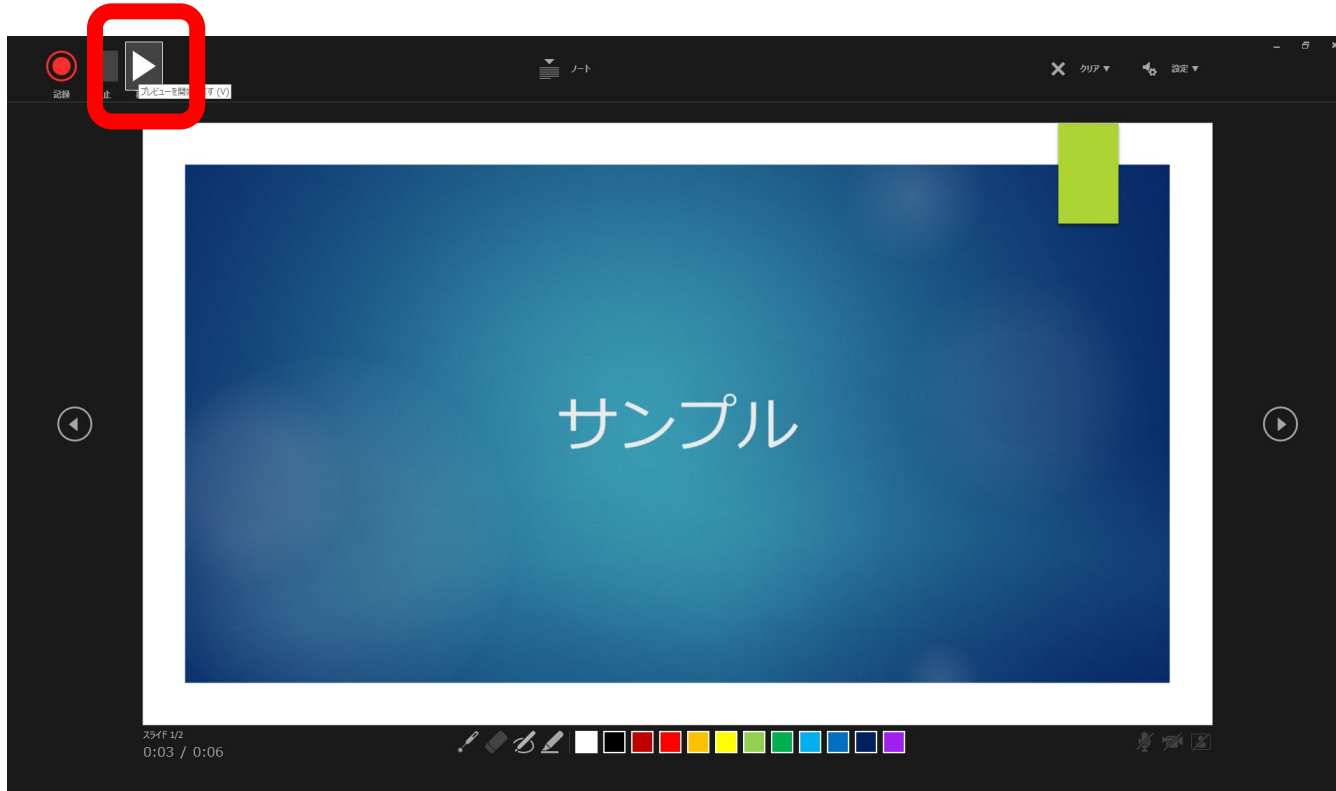 ノート
クリア
設定
記録
止
プレビューを開始 す (V)
サンプル
スライド 1/2
0:03 / 0:06